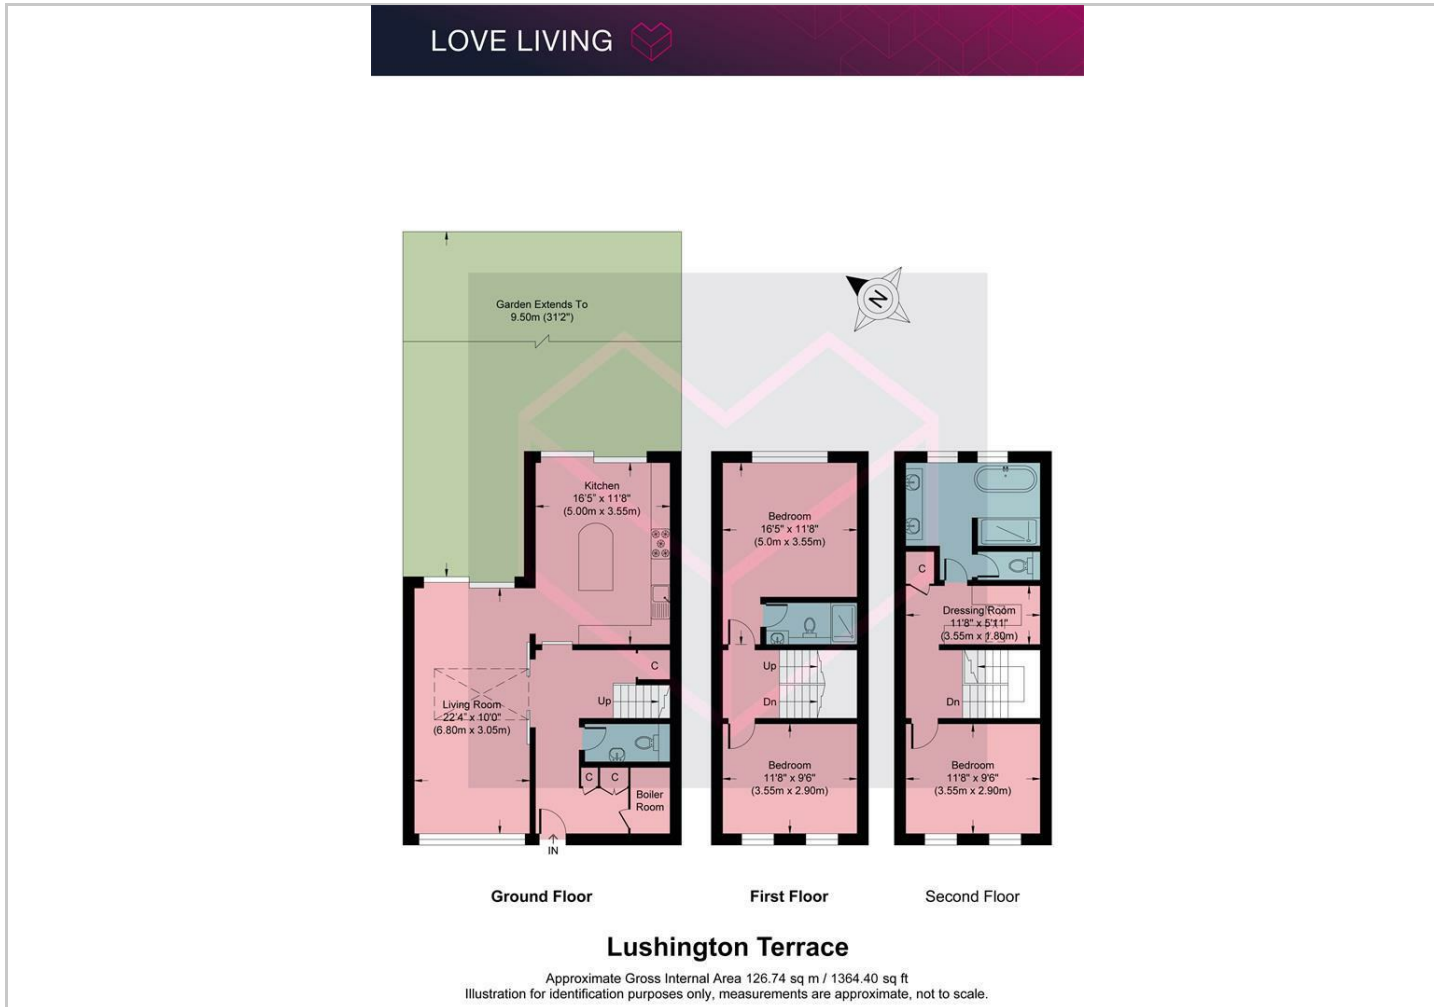 LOVE LIVING
Garden Extends To
9.50m (31'2")
N
Kitchen
16'5" x 11'8"
(5.00m x 3.55m)
C
Up
Living Room
22'4" x 10'0"
(6.80m x 3.05m)
C
C
Boiler
Room
IN
Bedroom
16'5" x 11'8"
(5.0m x 3.55m)
Up
Dn
Bedroom
11'8" x 9'6"
(3.55m x 2.90m)
C
Dressing Room
11'8" x 5'11"
(3.55m x 1.80m)
Dn
Bedroom
11'8" x 9'6"
(3.55m x 2.90m)
Ground Floor
First Floor
Second Floor
Lushington Terrace
Approximate Gross Internal Area 126.74 sq m / 1364.40 sq ft
Illustration for identification purposes only, measurements are approximate, not to scale.